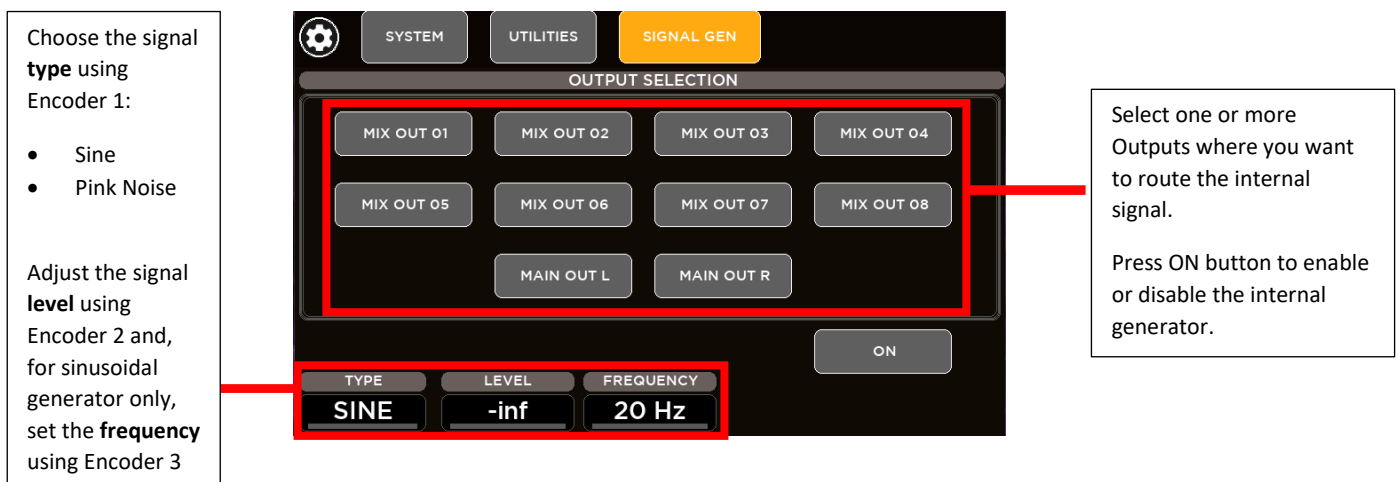 Choose the signal
type using
Encoder 1:
• Sine
• Pink Noise
Adjust the signal
level using
Encoder 2 and,
for sinusoidal
generator only,
set the frequency
using Encoder 3
SYSTEM UTILITIES SIGNAL GEN
OUTPUT SELECTION
MIX OUT 01 MIX OUT 02 MIX OUT 03 MIX OUT 04
MIX OUT 05 MIX OUT 06 MIX OUT 07 MIX OUT 08
MAIN OUT L MAIN OUT R
ON
TYPE LEVEL FREQUENCY
SINE -inf 20 Hz
Select one or more
Outputs where you want
to route the internal
signal.
Press ON button to enable
or disable the internal
generator.